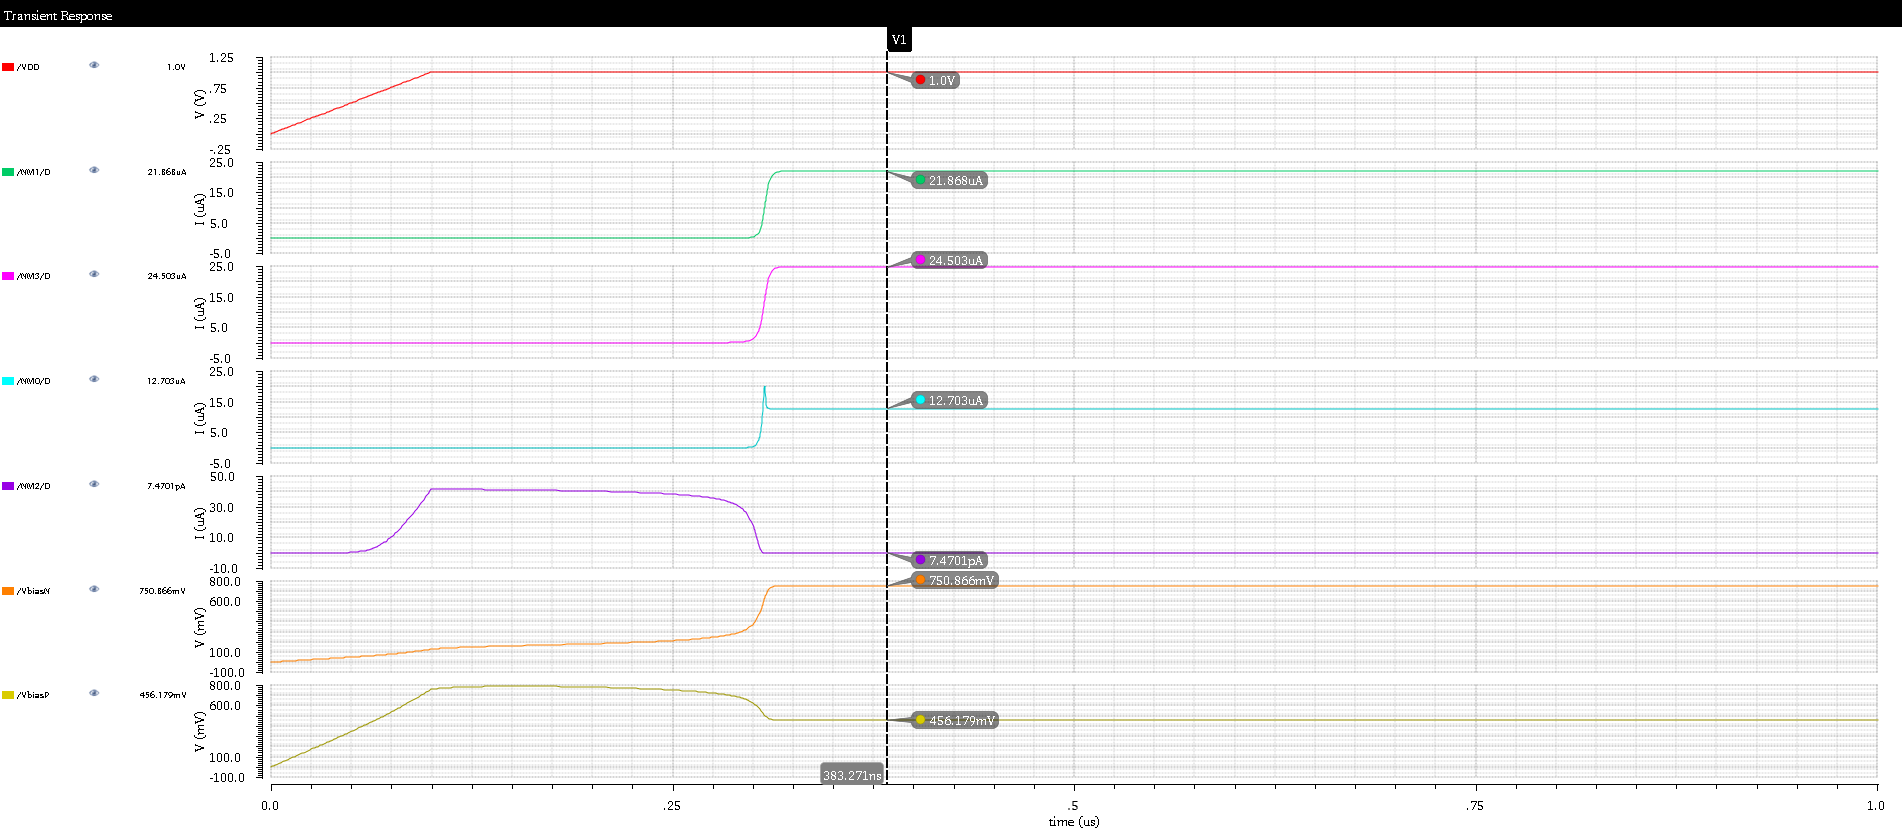 Transient Response
V1
/VDD 1.0V
1.25
.75
.25
-.25
V (V)
1.0V
/NM1/D 21.868uA
25.0
15.0
5.0
-5.0
I (uA)
21.868uA
/NM3/D 24.503uA
25.0
15.0
5.0
-5.0
I (uA)
24.503uA
/NM0/D 12.703uA
25.0
15.0
5.0
-5.0
I (uA)
12.703uA
/NM2/D 7.4701pA
50.0
30.0
10.0
-10.0
I (uA)
7.4701pA
/VbiasN 750.866mV
800.0
600.0
100.0
-100.0
V (mV)
750.866mV
/VbiasP 456.179mV
800.0
600.0
100.0
-100.0
V (mV)
456.179mV
383.271ns
0.0 .25 .5 .75 1.0
time (us)